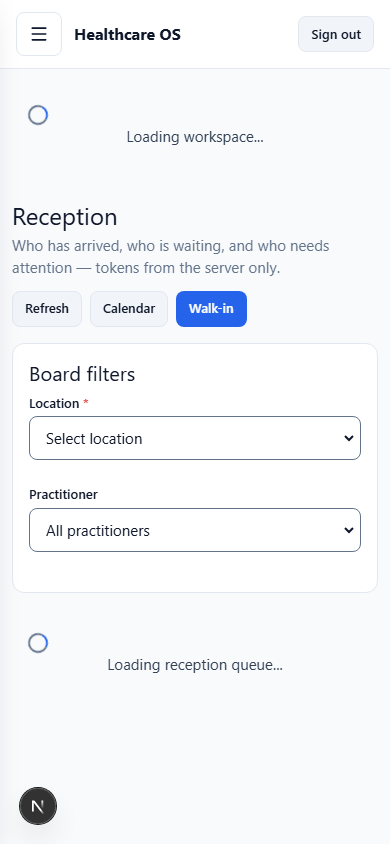 Healthcare OS
Sign out
Loading workspace...
Reception
Who has arrived, who is waiting, and who needs
attention — tokens from the server only.
Refresh
Calendar
Walk-in
Board filters
Location *
Select location
Practitioner
All practitioners
Loading reception queue...
N